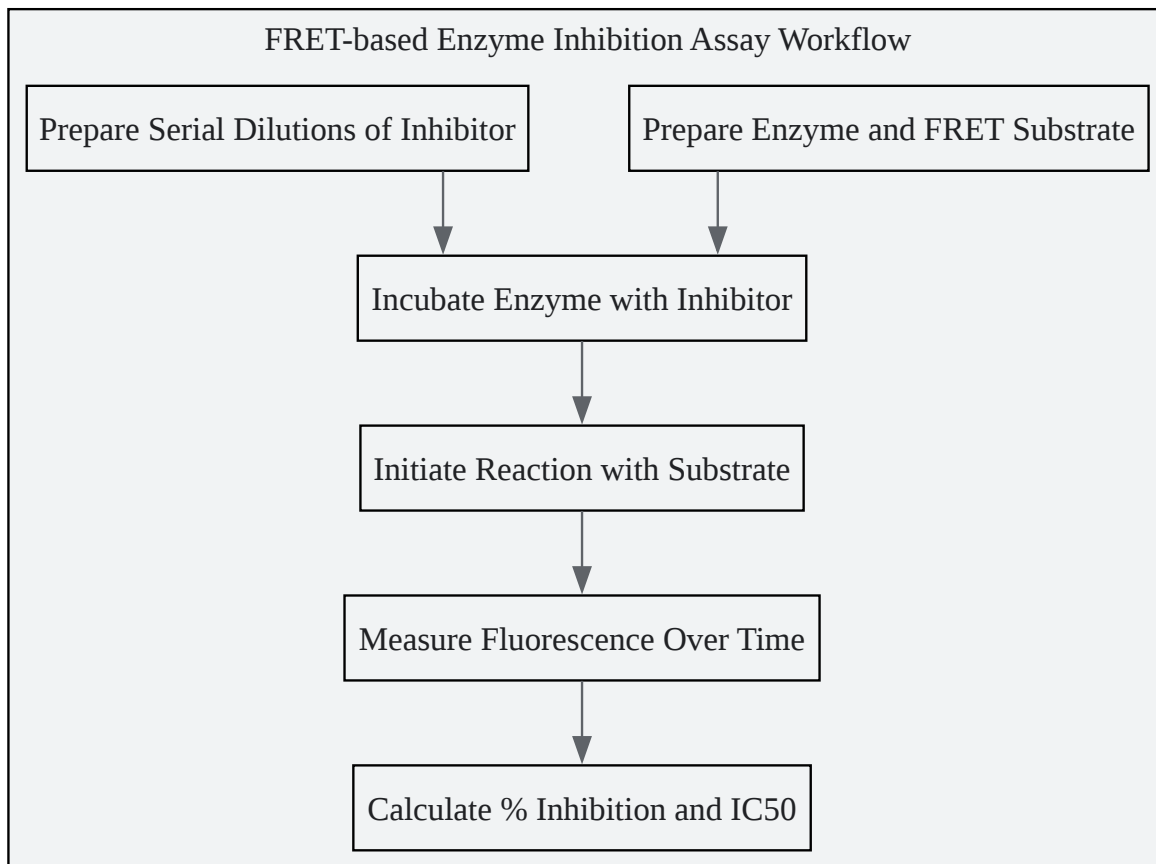 FRET-based Enzyme Inhibition Assay Workflow
Prepare Serial Dilutions of Inhibitor
Prepare Enzyme and FRET Substrate
Incubate Enzyme with Inhibitor
Initiate Reaction with Substrate
Measure Fluorescence Over Time
Calculate % Inhibition and IC50